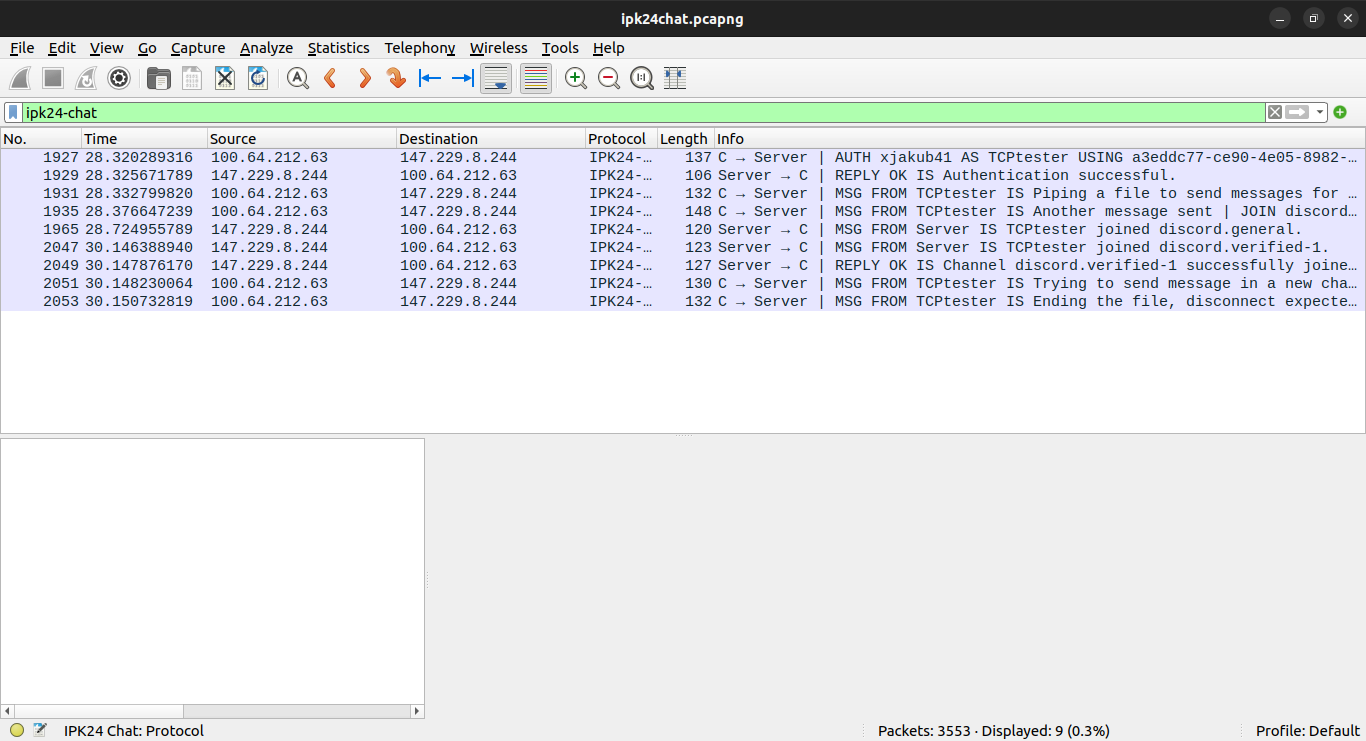 ipk24chat.pcapng
File Edit View Go Capture Analyze Statistics Telephony Wireless Tools Help
ipk24-chat
No. Time Source Destination Protocol Length Info
1927 28.320289316 100.64.212.63 147.229.8.244 IPK24-… 137 C → Server | AUTH xjakub41 AS TCPtester USING a3eddc77-ce90-4e05-8982-…
1929 28.325671789 147.229.8.244 100.64.212.63 IPK24-… 106 Server → C | REPLY OK IS Authentication successful.
1931 28.332799820 100.64.212.63 147.229.8.244 IPK24-… 132 C → Server | MSG FROM TCPtester IS Piping a file to send messages for …
1935 28.376647239 100.64.212.63 147.229.8.244 IPK24-… 148 C → Server | MSG FROM TCPtester IS Another message sent | JOIN discord…
1965 28.724955789 147.229.8.244 100.64.212.63 IPK24-… 120 Server → C | MSG FROM Server IS TCPtester joined discord.general.
2047 30.146388940 147.229.8.244 100.64.212.63 IPK24-… 123 Server → C | MSG FROM Server IS TCPtester joined discord.verified-1.
2049 30.147876170 147.229.8.244 100.64.212.63 IPK24-… 127 Server → C | REPLY OK IS Channel discord.verified-1 successfully joine…
2051 30.148230064 100.64.212.63 147.229.8.244 IPK24-… 130 C → Server | MSG FROM TCPtester IS Trying to send message in a new cha…
2053 30.150732819 100.64.212.63 147.229.8.244 IPK24-… 132 C → Server | MSG FROM TCPtester IS Ending the file, disconnect expecte…
IPK24 Chat: Protocol Packets: 3553 · Displayed: 9 (0.3%) Profile: Default